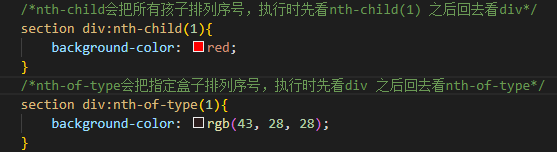 /*nth-child会把所有孩子排列序号，执行时先看nth-child(1) 之后回去看div*/
section div:nth-child(1){
    background-color: red;
}
/*nth-of-type会把指定盒子排列序号，执行时先看div 之后回去看nth-of-type*/
section div:nth-of-type(1){
    background-color: rgb(43, 28, 28);
}